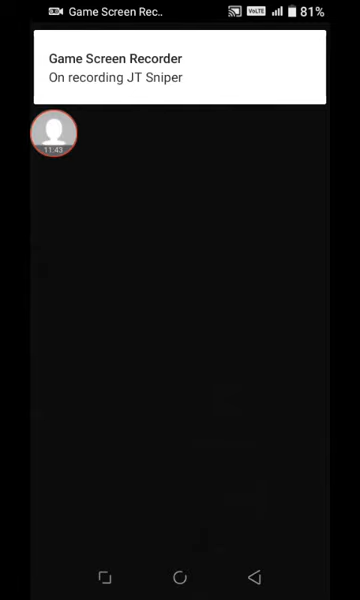 Game Screen Rec..
VoLTE
81%
Game Screen Recorder
On recording JT Sniper
11:43